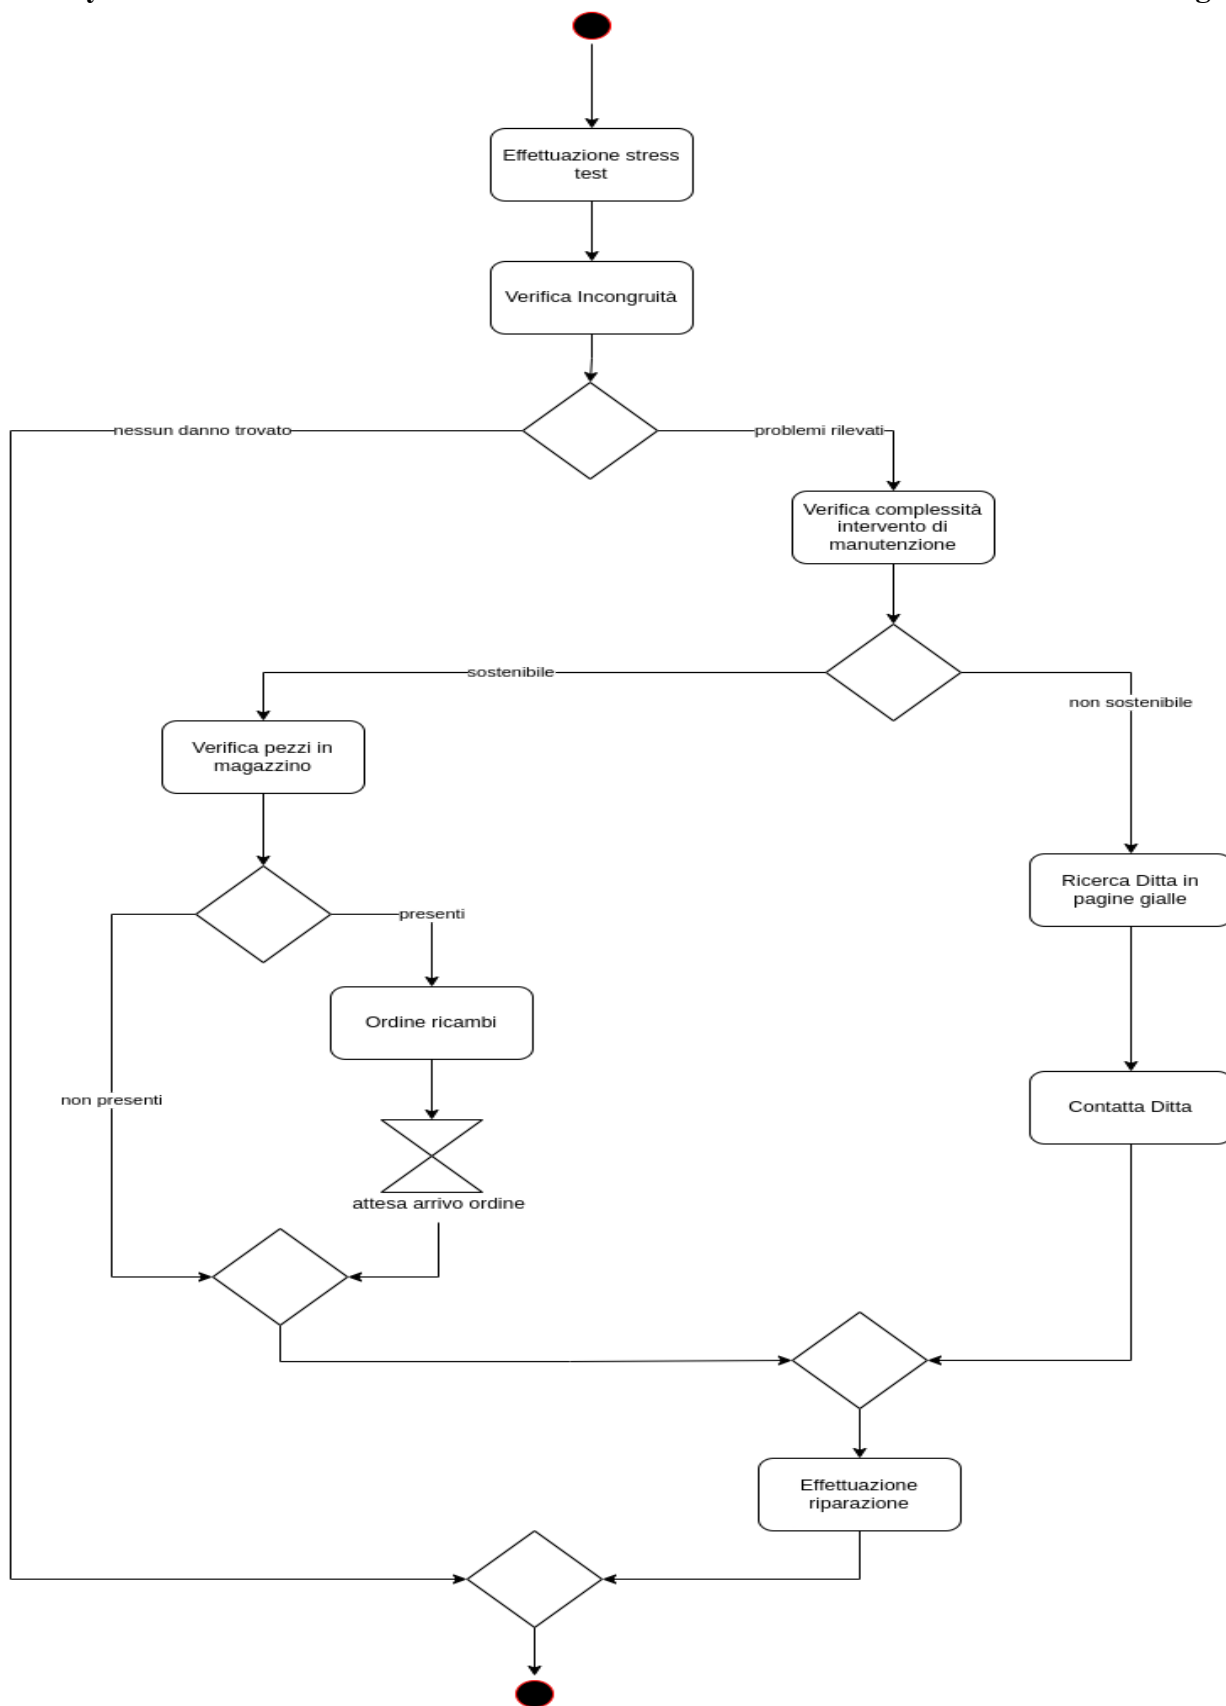 Effettuazione stress
test
Verifica Incongruità
nessun danno trovato
problemi rilevati
Verifica complessità
intervento di
manutenzione
sostenibile
non sostenibile
Verifica pezzi in
magazzino
Ricerca Ditta in
pagine gialle
presenti
Ordine ricambi
non presenti
Contatta Ditta
attesa arrivo ordine
Effettuazione
riparazione